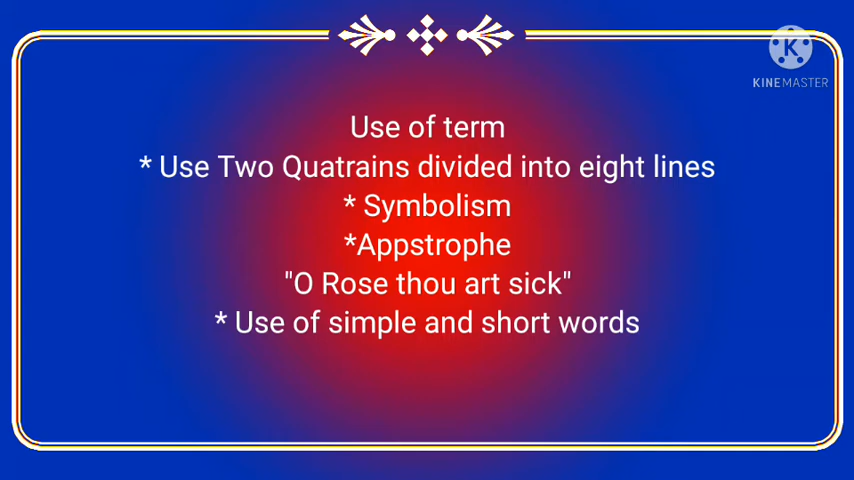 K
KINEMASTER
Use of term
* Use Two Quatrains divided into eight lines
* Symbolism
*Appstrophe
"O Rose thou art sick"
* Use of simple and short words